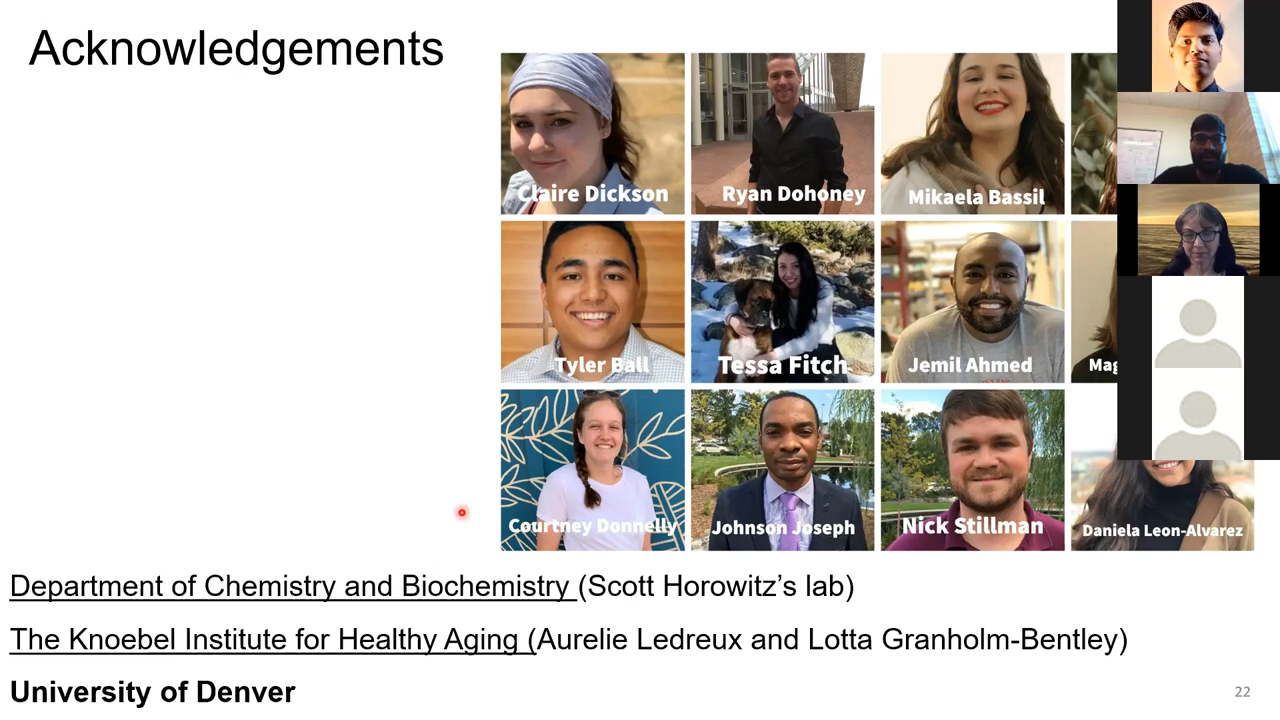 Acknowledgements
Claire Dickson
Ryan Dohoney
Mikaela Bassil
Tyler Ball
Tessa Fitch
Jemil Ahmed
Courtney Donnelly
Johnson Joseph
Nick Stillman
Daniela Leon-Alvarez
Department of Chemistry and Biochemistry (Scott Horowitz’s lab)
The Knoebel Institute for Healthy Aging (Aurelie Ledreux and Lotta Granholm-Bentley)
University of Denver
22